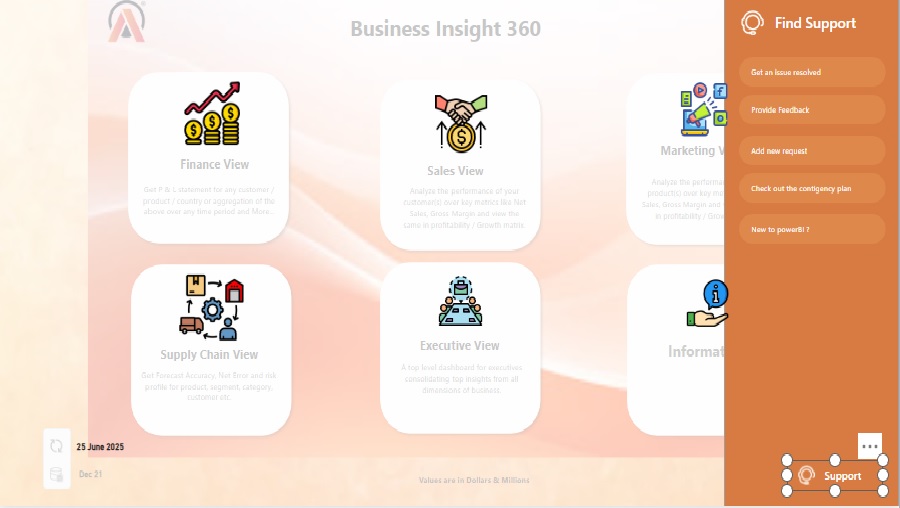 Business Insight 360
Find Support
Get an issue resolved
Provide Feedback
Add new request
Check out the contigency plan
New to powerBI ?
Finance View
Get P & L statement for any customer /
product / country or aggregation of the
above over any time period and More...
Sales View
Analyze the performance of your
customer(s) over key metrics like Net
Sales, Gross Margin and view the
same in profitability / Growth matrix
Marketing V
Analyze the performa
product(s) over key me
Sales, Gross Margin and
in profitability / Grow
Supply Chain View
Get Forecast Accuracy, Net Error and risk
profile for product, segment, category,
customer etc.
Executive View
A top level dashboard for executives
consolidating top insights from all
dimensions of business.
Informat
25 June 2025
Dec 21
Values are in Dollars & Millions
Support